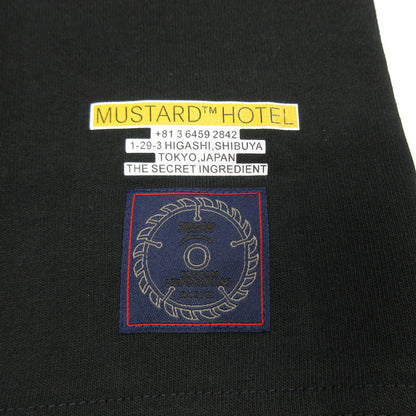 MUSTARD™ HOTEL
+81 3 6459 2842
1-29-3 HIGASHI,SHIBUYA
TOKYO,JAPAN
THE SECRET INGREDIENT